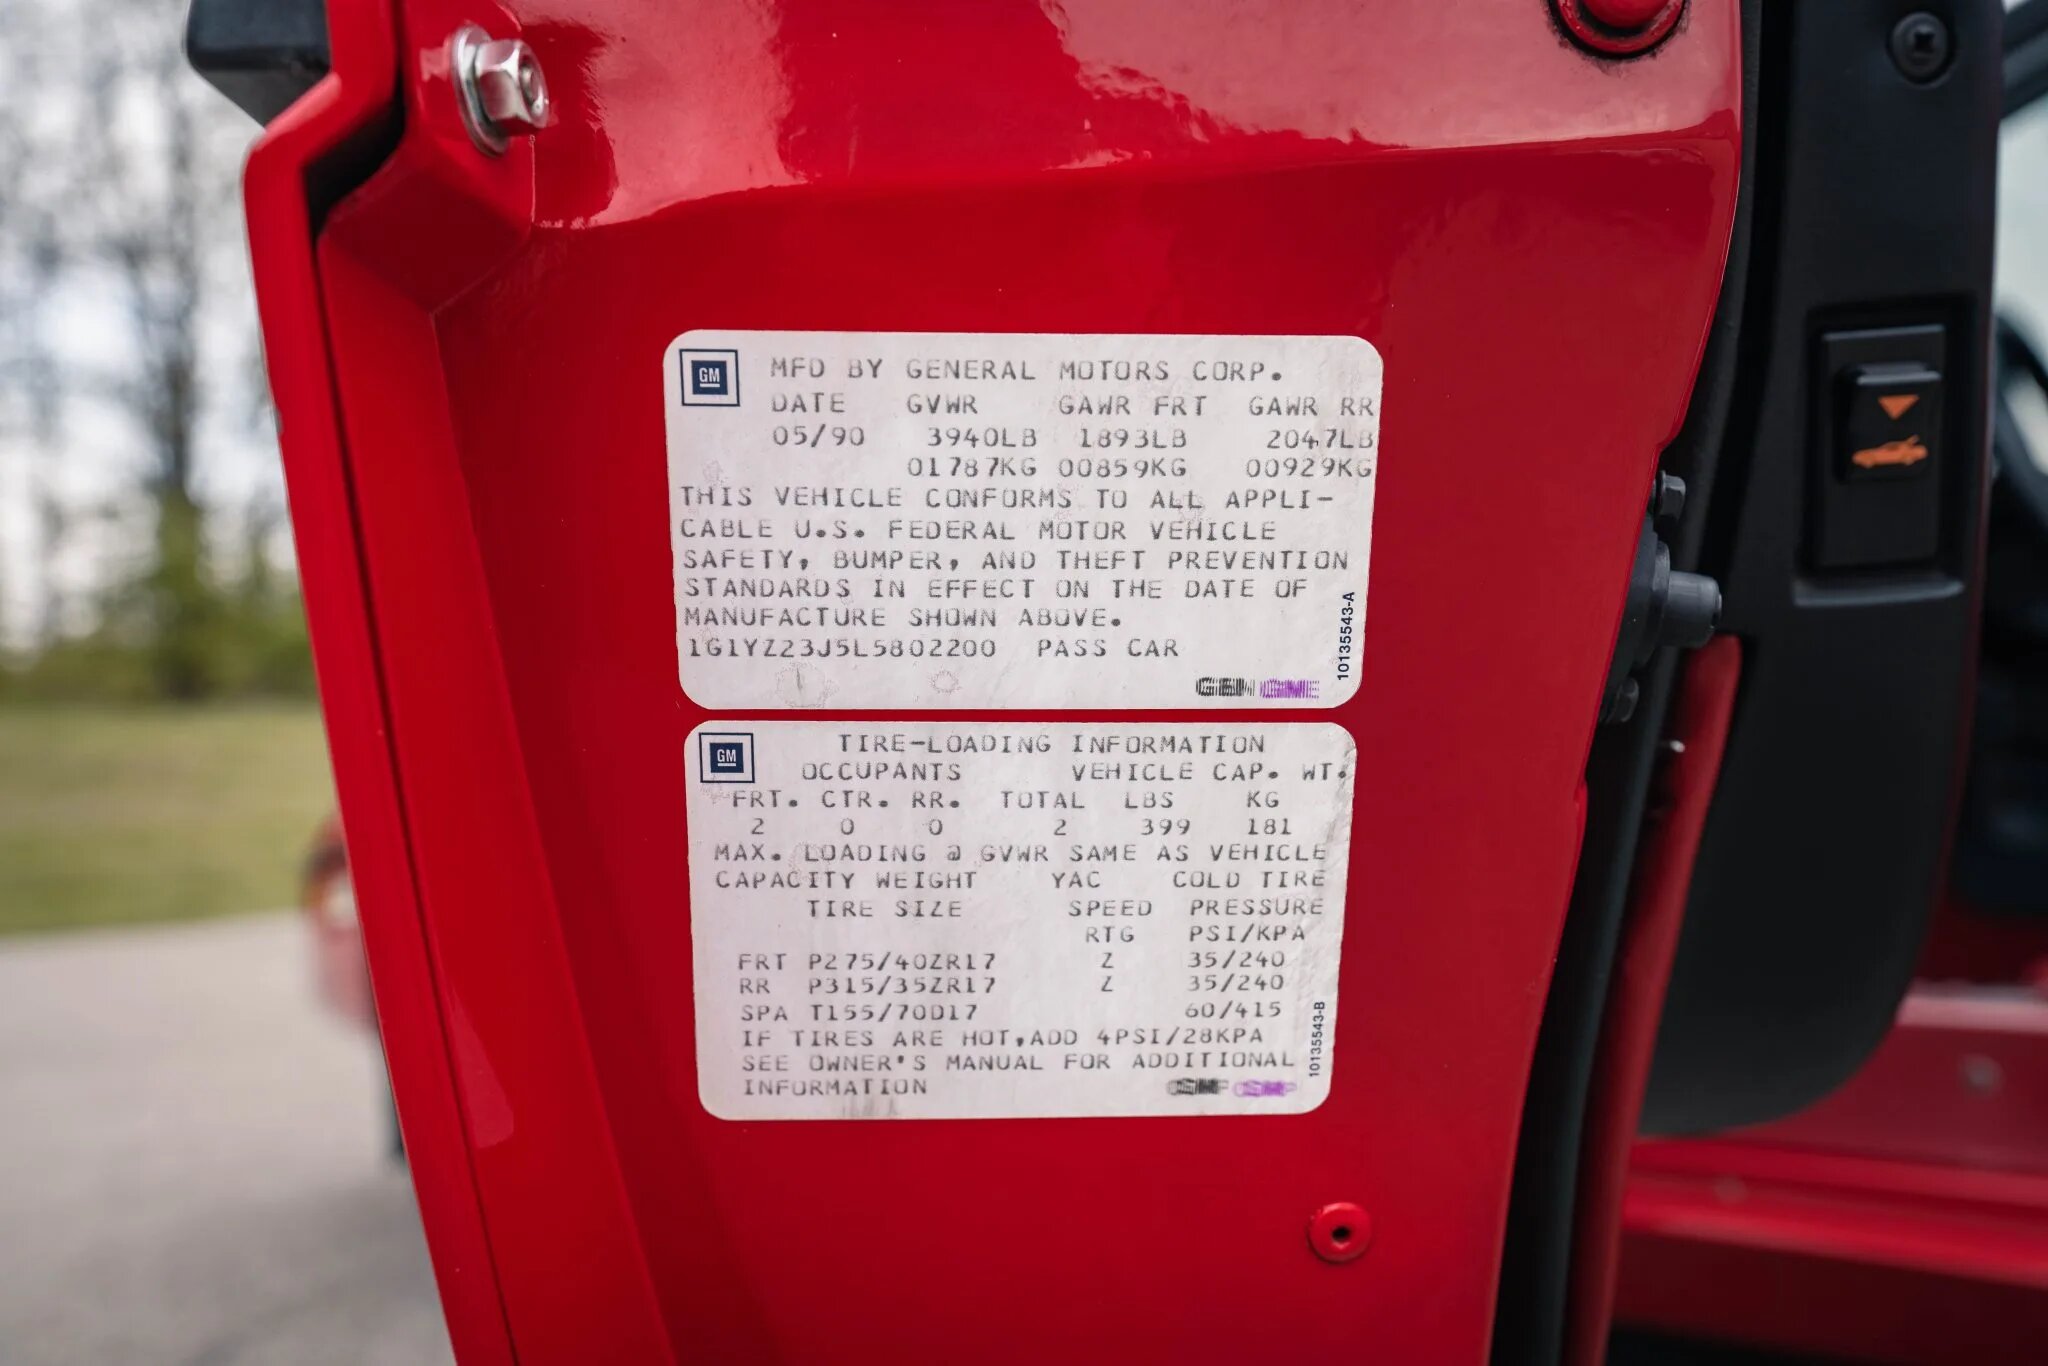 GM
MFD BY GENERAL MOTORS CORP.
DATE GVWR GAWR FRT GAWR RR
05/90 3940LB 1893LB 2047LB
01787KG 00859KG 00929KG
THIS VEHICLE CONFORMS TO ALL APPLI-
CABLE U.S. FEDERAL MOTOR VEHICLE
SAFETY, BUMPER, AND THEFT PREVENTION
STANDARDS IN EFFECT ON THE DATE OF
MANUFACTURE SHOWN ABOVE.
1G1YZ23J5L5802200 PASS CAR
10135543-A
GM
TIRE-LOADING INFORMATION
OCCUPANTS VEHICLE CAP. WT.
FRT. CTR. RR. TOTAL LBS KG
2 0 0 2 399 181
MAX. LOADING @ GVWR SAME AS VEHICLE
CAPACITY WEIGHT YAC COLD TIRE
TIRE SIZE SPEED PRESSURE
RTG PSI/KPA
FRT P275/40ZR17 Z 35/240
RR P315/35ZR17 Z 35/240
SPA T155/70D17 60/415
IF TIRES ARE HOT,ADD 4PSI/28KPA
SEE OWNER'S MANUAL FOR ADDITIONAL
INFORMATION
10135543-B